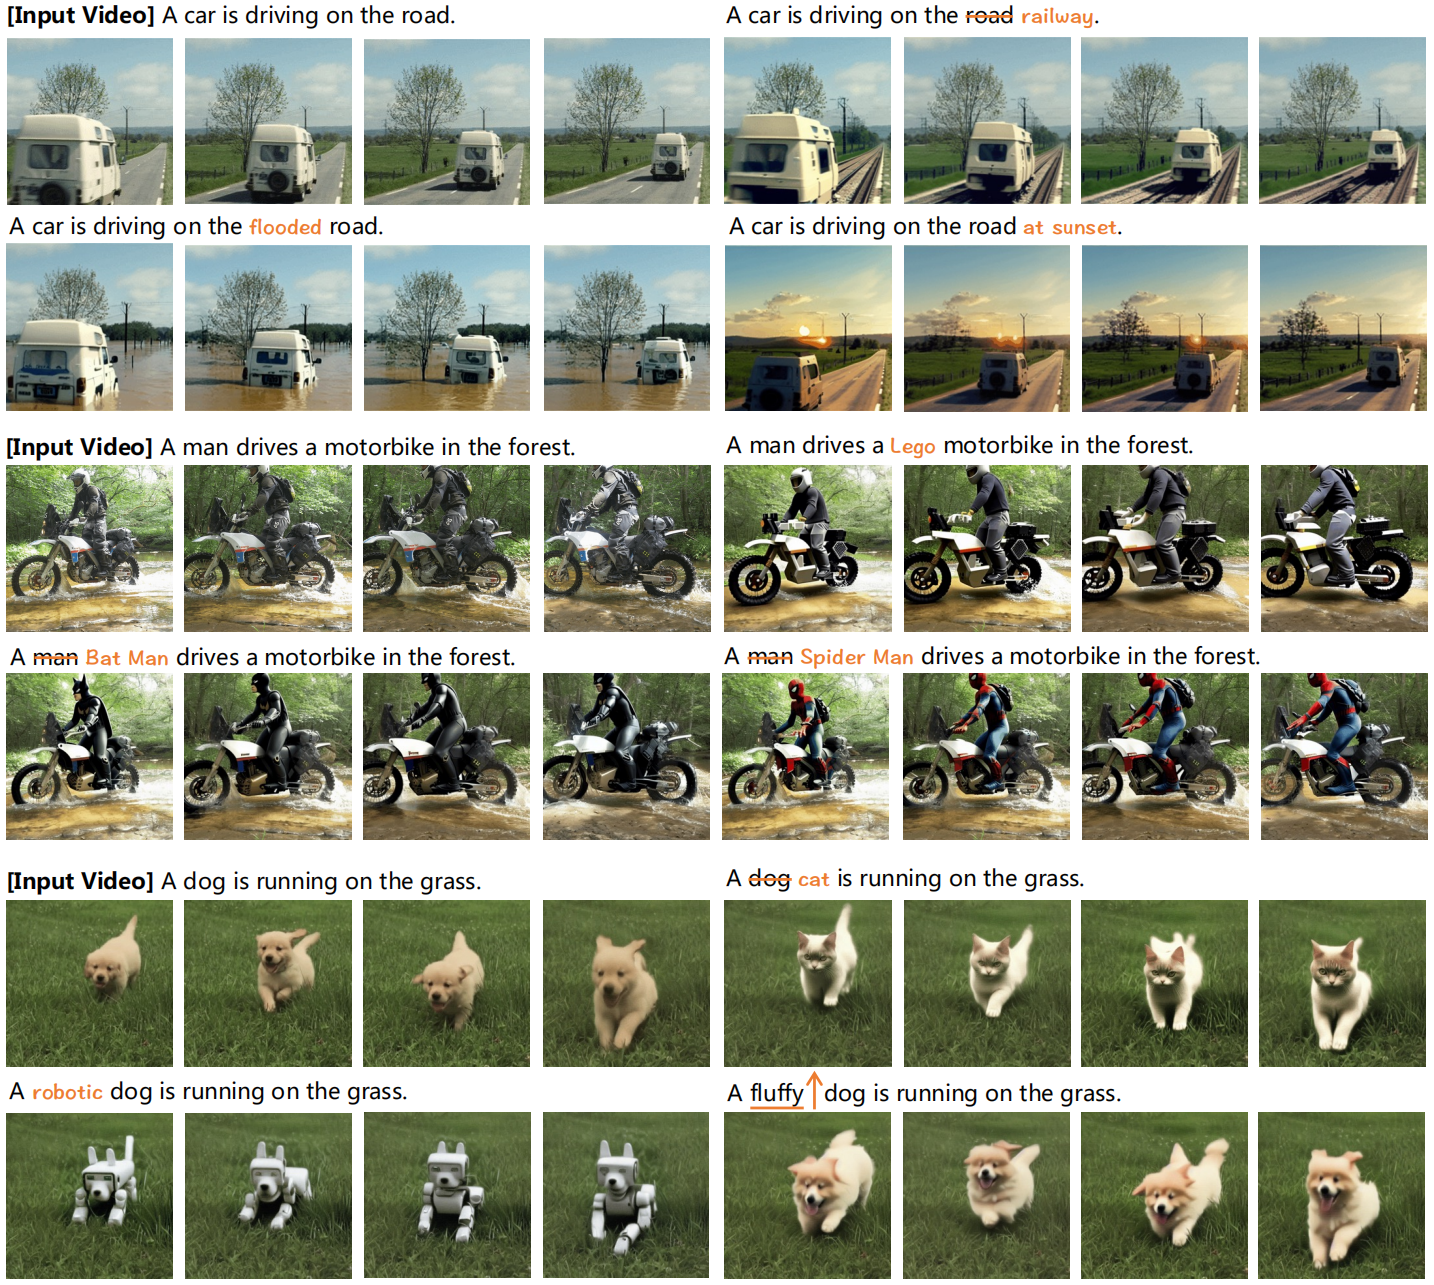 [Input Video] A car is driving on the road.
A car is driving on the road railway.
A car is driving on the flooded road.
A car is driving on the road at sunset.
[Input Video] A man drives a motorbike in the forest.
A man drives a Lego motorbike in the forest.
A man Bat Man drives a motorbike in the forest.
A man Spider Man drives a motorbike in the forest.
[Input Video] A dog is running on the grass.
A dog cat is running on the grass.
A robotic dog is running on the grass.
A fluffy dog is running on the grass.